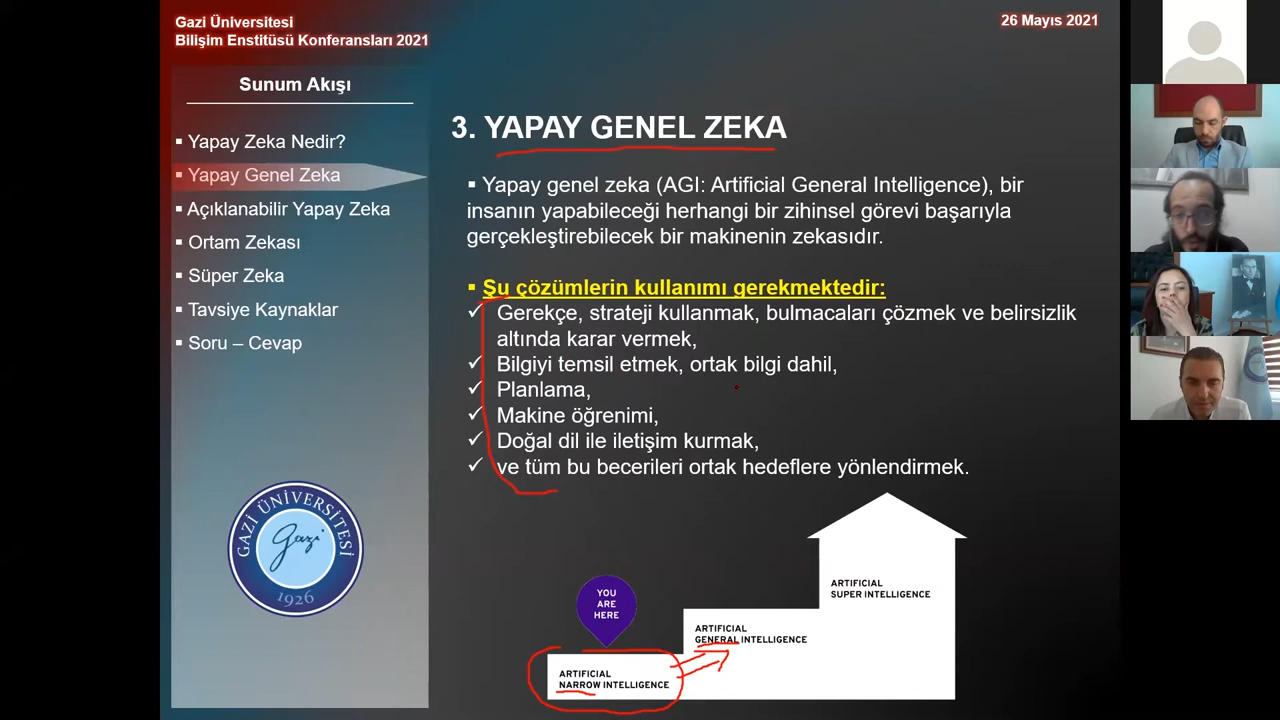 Gazi Üniversitesi
Bilişim Enstitüsü Konferansları 2021
26 Mayıs 2021
Sunum Akışı
▪ Yapay Zeka Nedir?
▪ Yapay Genel Zeka
▪ Açıklanabilir Yapay Zeka
▪ Ortam Zekası
▪ Süper Zeka
▪ Tavsiye Kaynaklar
▪ Soru – Cevap
GAZİ ÜNİVERSİTESİ
gazi
1926
3. YAPAY GENEL ZEKA
▪ Yapay genel zeka (AGI: Artificial General Intelligence), bir
insanın yapabileceği herhangi bir zihinsel görevi başarıyla
gerçekleştirebilecek bir makinenin zekasıdır.
▪ Şu çözümlerin kullanımı gerekmektedir:
✓ Gerekçe, strateji kullanmak, bulmacaları çözmek ve belirsizlik
altında karar vermek,
✓ Bilgiyi temsil etmek, ortak bilgi dahil,
✓ Planlama,
✓ Makine öğrenimi,
✓ Doğal dil ile iletişim kurmak,
✓ ve tüm bu becerileri ortak hedeflere yönlendirmek.
YOU
ARE
HERE
ARTIFICIAL
NARROW INTELLIGENCE
ARTIFICIAL
GENERAL INTELLIGENCE
ARTIFICIAL
SUPER INTELLIGENCE